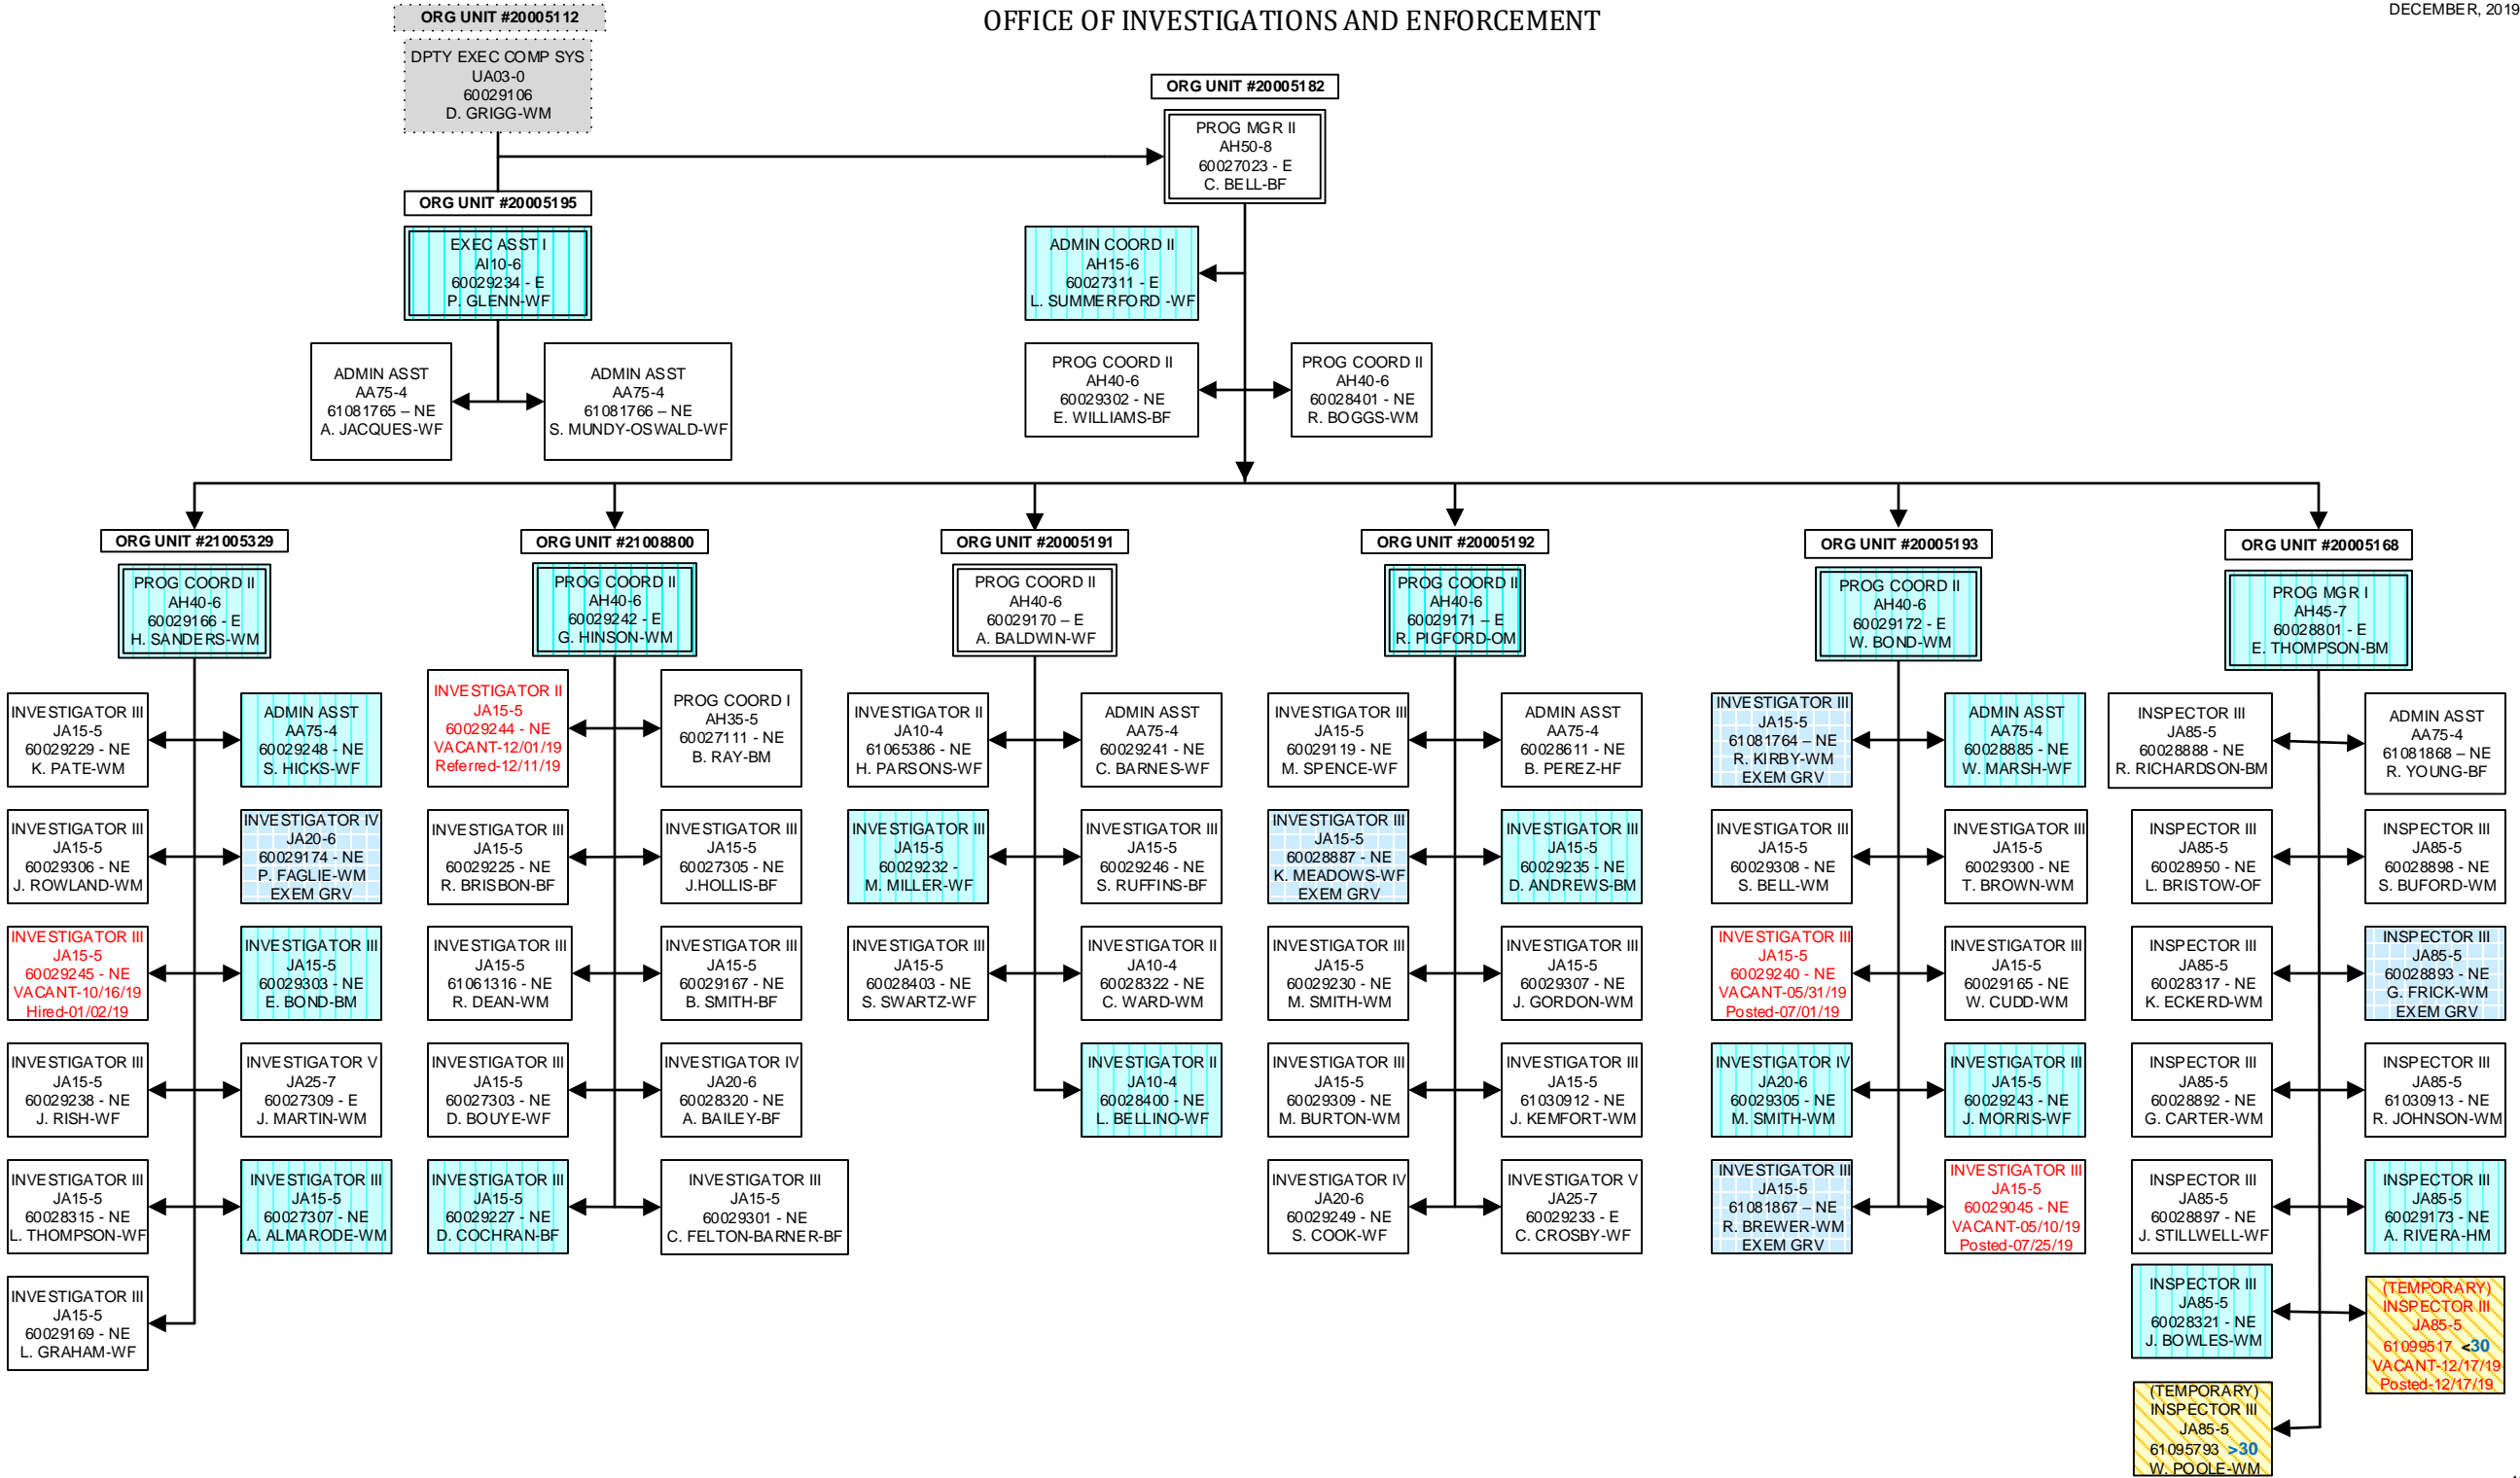 ORG UNIT #20005112
OFFICE OF INVESTIGATIONS AND ENFORCEMENT
DECEMBER, 2019
DPTY EXEC COMP SYS
UA03-0
60029106
D. GRIGG-WM
ORG UNIT #20005182
PROG MGR II
AH50-8
60027023 - E
C. BELL-BF
ORG UNIT #20005195
EXEC ASST I
AI10-6
60029234 - E
P. GLENN-WF
ADMIN COORD II
AH15-6
60027311 - E
L. SUMMERFORD -WF
ADMIN ASST
AA75-4
61081765 – NE
A. JACQUES-WF
ADMIN ASST
AA75-4
61081766 – NE
S. MUNDY-OSWALD-WF
PROG COORD II
AH40-6
60029302 - NE
E. WILLIAMS-BF
PROG COORD II
AH40-6
60028401 - NE
R. BOGGS-WM
ORG UNIT #21005329
PROG COORD II
AH40-6
60029166 - E
H. SANDERS-WM
INVESTIGATOR III
JA15-5
60029229 - NE
K. PATE-WM
ADMIN ASST
AA75-4
60029248 - NE
S. HICKS-WF
INVESTIGATOR III
JA15-5
60029306 - NE
J. ROWLAND-WM
INVESTIGATOR IV
JA20-6
60029174 - NE
P. FAGLIE-WM
EXEM GRV
INVESTIGATOR III
JA15-5
60029245 - NE
VACANT-10/16/19
Hired-01/02/19
INVESTIGATOR III
JA15-5
60029303 - NE
E. BOND-BM
INVESTIGATOR III
JA15-5
60029238 - NE
J. RISH-WF
INVESTIGATOR V
JA25-7
60027309 - E
J. MARTIN-WM
INVESTIGATOR III
JA15-5
60028315 - NE
L. THOMPSON-WF
INVESTIGATOR III
JA15-5
60027307 - NE
A. ALMARODE-WM
INVESTIGATOR III
JA15-5
60029169 - NE
L. GRAHAM-WF
ORG UNIT #21008800
PROG COORD II
AH40-6
60029242 - E
G. HINSON-WM
INVESTIGATOR II
JA15-5
60029244 - NE
VACANT-12/01/19
Referred-12/11/19
PROG COORD I
AH35-5
60027111 - NE
B. RAY-BM
INVESTIGATOR III
JA15-5
60029225 - NE
R. BRISBON-BF
INVESTIGATOR III
JA15-5
60027305 - NE
J.HOLLIS-BF
INVESTIGATOR III
JA15-5
61061316 - NE
R. DEAN-WM
INVESTIGATOR III
JA15-5
60029167 - NE
B. SMITH-BF
INVESTIGATOR III
JA15-5
60027303 - NE
D. BOUYE-WF
INVESTIGATOR IV
JA20-6
60028320 - NE
A. BAILEY-BF
INVESTIGATOR III
JA15-5
60029227 - NE
D. COCHRAN-BF
INVESTIGATOR III
JA15-5
60029301 - NE
C. FELTON-BARNER-BF
ORG UNIT #20005191
PROG COORD II
AH40-6
60029170 – E
A. BALDWIN-WF
INVESTIGATOR II
JA10-4
61065386 - NE
H. PARSONS-WF
ADMIN ASST
AA75-4
60029241 - NE
C. BARNES-WF
INVESTIGATOR III
JA15-5
60029232 -
M. MILLER-WF
INVESTIGATOR III
JA15-5
60029246 - NE
S. RUFFINS-BF
INVESTIGATOR III
JA15-5
60028403 - NE
S. SWARTZ-WF
INVESTIGATOR II
JA10-4
60028322 - NE
C. WARD-WM
INVESTIGATOR II
JA10-4
60028400 - NE
L. BELLINO-WF
ORG UNIT #20005192
PROG COORD II
AH40-6
60029171 – E
R. PIGFORD-OM
INVESTIGATOR III
JA15-5
60029119 - NE
M. SPENCE-WF
ADMIN ASST
AA75-4
60028611 - NE
B. PEREZ-HF
INVESTIGATOR III
JA15-5
60028887 - NE
K. MEADOWS-WF
EXEM GRV
INVESTIGATOR III
JA15-5
60029235 - NE
D. ANDREWS-BM
INVESTIGATOR III
JA15-5
60029230 - NE
M. SMITH-WM
INVESTIGATOR III
JA15-5
60029307 - NE
J. GORDON-WM
INVESTIGATOR III
JA15-5
60029309 - NE
M. BURTON-WM
INVESTIGATOR III
JA15-5
61030912 - NE
J. KEMFORT-WM
INVESTIGATOR IV
JA20-6
60029249 - NE
S. COOK-WF
INVESTIGATOR V
JA25-7
60029233 - E
C. CROSBY-WF
ORG UNIT #20005193
PROG COORD II
AH40-6
60029172 - E
W. BOND-WM
INVESTIGATOR III
JA15-5
61081764 – NE
R. KIRBY-WM
EXEM GRV
ADMIN ASST
AA75-4
60028885 - NE
W. MARSH-WF
INVESTIGATOR III
JA15-5
60029308 - NE
S. BELL-WM
INVESTIGATOR III
JA15-5
60029300 - NE
T. BROWN-WM
INVESTIGATOR III
JA15-5
60029240 - NE
VACANT-05/31/19
Posted-07/01/19
INVESTIGATOR III
JA15-5
60029165 - NE
W. CUDD-WM
INVESTIGATOR IV
JA20-6
60029305 - NE
M. SMITH-WM
INVESTIGATOR III
JA15-5
60029243 - NE
J. MORRIS-WF
INVESTIGATOR III
JA15-5
61081867 – NE
R. BREWER-WM
EXEM GRV
INVESTIGATOR III
JA15-5
60029045 - NE
VACANT-05/10/19
Posted-07/25/19
ORG UNIT #20005168
PROG MGR I
AH45-7
60028801 - E
E. THOMPSON-BM
INSPECTOR III
JA85-5
60028888 - NE
R. RICHARDSON-BM
ADMIN ASST
AA75-4
61081868 – NE
R. YOUNG-BF
INSPECTOR III
JA85-5
60028950 - NE
L. BRISTOW-OF
INSPECTOR III
JA85-5
60028898 - NE
S. BUFORD-WM
INSPECTOR III
JA85-5
60028317 - NE
K. ECKERD-WM
INSPECTOR III
JA85-5
60028893 - NE
G. FRICK-WM
EXEM GRV
INSPECTOR III
JA85-5
60028892 - NE
G. CARTER-WM
INSPECTOR III
JA85-5
61030913 - NE
R. JOHNSON-WM
INSPECTOR III
JA85-5
60028897 - NE
J. STILLWELL-WF
INSPECTOR III
JA85-5
60029173 - NE
A. RIVERA-HM
INSPECTOR III
JA85-5
60028321 - NE
J. BOWLES-WM
(TEMPORARY)
INSPECTOR III
JA85-5
61099517 <30
VACANT-12/17/19
Posted-12/17/19
(TEMPORARY)
INSPECTOR III
JA85-5
61095793 >30
W. POOLE-WM